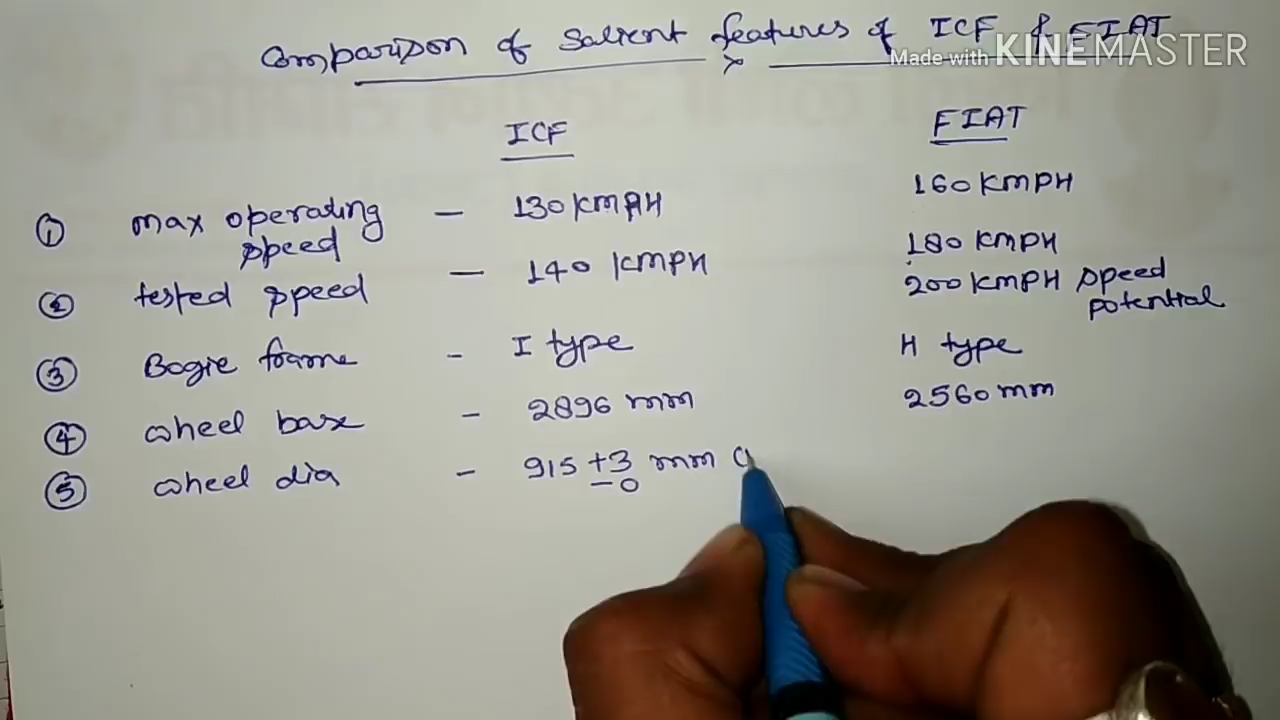 Comparison of Salient features of ICF & FIAT
Made with KINEMASTER
ICF FIAT
① max operating speed – 130 KMPH 160 KMPH
② tested speed – 140 KMPH 180 KMPH
200 KMPH speed potential
③ Bogie frame - I type H type
④ wheel base - 2896 mm 2560 mm
⑤ wheel dia - 915 +3 -0 mm